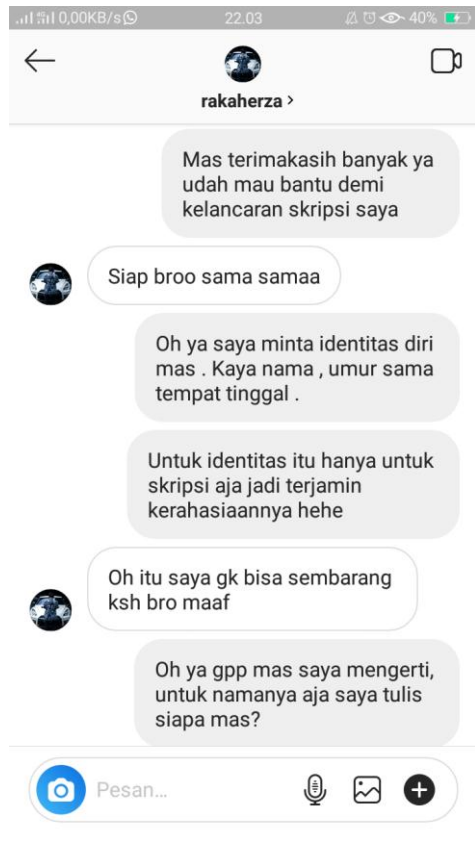 0,00KB/s
22.03
40%
rakaherza >
Mas terimakasih banyak ya
udah mau bantu demi
kelancaran skripsi saya
Siap broo sama samaa
Oh ya saya minta identitas diri
mas . Kaya nama , umur sama
tempat tinggal .
Untuk identitas itu hanya untuk
skripsi aja jadi terjamin
kerahasiaannya hehe
Oh itu saya gk bisa sembarang
ksh bro maaf
Oh ya gpp mas saya mengerti,
untuk namanya aja saya tulis
siapa mas?
Pesan...